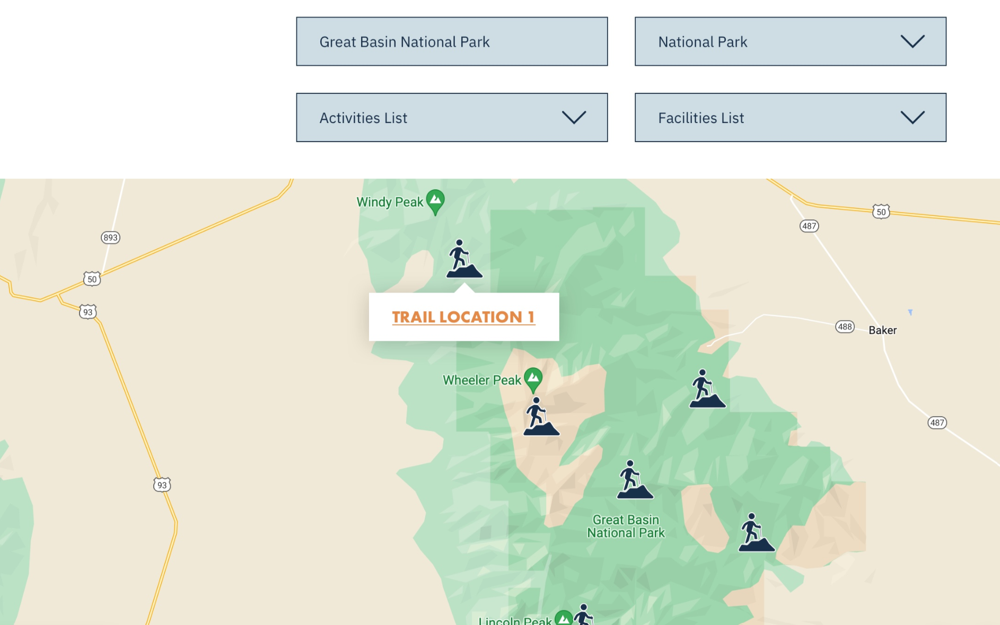 Great Basin National Park
National Park
Activities List
Facilities List
Windy Peak
50
893
487
50
93
TRAIL LOCATION 1
488
Baker
Wheeler Peak
487
93
Great Basin
National Park
Lincoln Peak